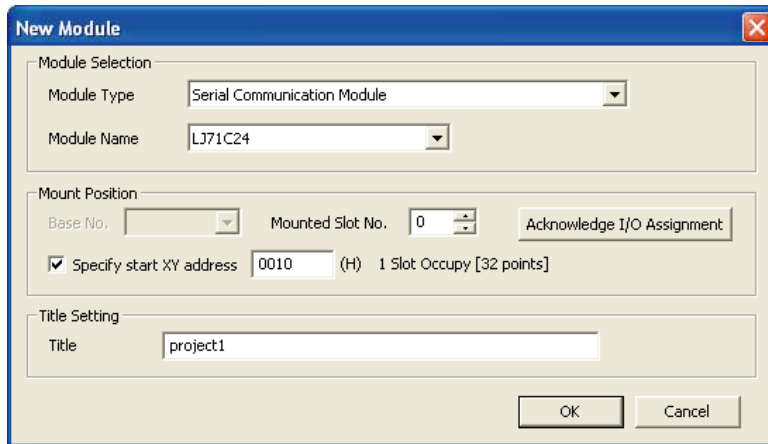 New Module
Module Selection
Module Type Serial Communication Module
Module Name LJ71C24
Mount Position
Base No. Mounted Slot No. 0 Acknowledge I/O Assignment
Specify start XY address 0010 (H) 1 Slot Occupy [32 points]
Title Setting
Title project1
OK Cancel